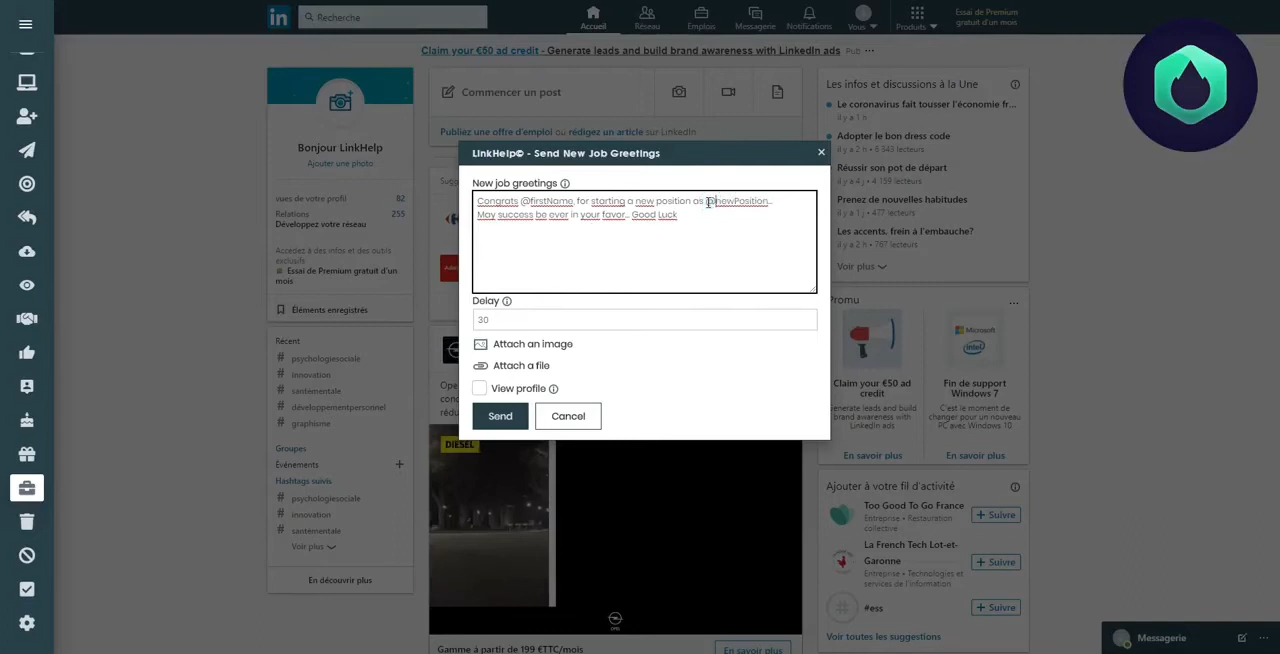 in
Recherche
Accueil
Réseau
Emplois
Messagerie
Notifications
Vous
Produits
Essai de Premium
gratuit d'un mois
Claim your €50 ad credit - Generate leads and build brand awareness with LinkedIn ads Pub ...
Bonjour LinkHelp
Ajouter une photo
vues de votre profil 82
Relations 255
Développez votre réseau
Accédez à des infos et des outils
exclusifs
Essai de Premium gratuit d'un
mois
Éléments enregistrés
Récent
# psychologiesociale
# innovation
# santémentale
# développementpersonnel
# graphisme
Groupes
Événements +
Hashtags suivis
# psychologiesociale
# innovation
# santémentale
Voir plus
En découvrir plus
Commencer un post
Publiez une offre d'emploi ou rédigez un article sur LinkedIn
LinkHelp© - Send New Job Greetings ×
New job greetings
Congrats @firstName, for starting a new position as @newPosition...
May success be ever in your favor... Good Luck
Delay
30
Attach an image
Attach a file
View profile
Send
Cancel
DIESEL
OPEL
Gamme à partir de 199 €TTC/mois
En savoir plus
Les infos et discussions à la Une
Le coronavirus fait tousser l'économie fr...
il y a 1 h
Adopter le bon dress code
il y a 2 h • 6 543 lecteurs
Réussir son pot de départ
il y a 4 j • 4 159 lecteurs
Prenez de nouvelles habitudes
il y a 1 j • 477 lecteurs
Les accents, frein à l'embauche?
il y a 2 h • 767 lecteurs
Voir plus
Promu ...
Microsoft
intel
Claim your €50 ad
credit
Generate leads and build
brand awareness with
LinkedIn ads
En savoir plus
Fin de support
Windows 7
C'est le moment de
changer pour un nouveau
PC avec Windows 10
En savoir plus
Ajouter à votre fil d'activité
Too Good To Go France
Entreprise • Restauration
collective
+ Suivre
La French Tech Lot-et-
Garonne
Entreprise • Technologies et
services de l'information
+ Suivre
#ess
+ Suivre
Voir toutes les suggestions
Messagerie ...